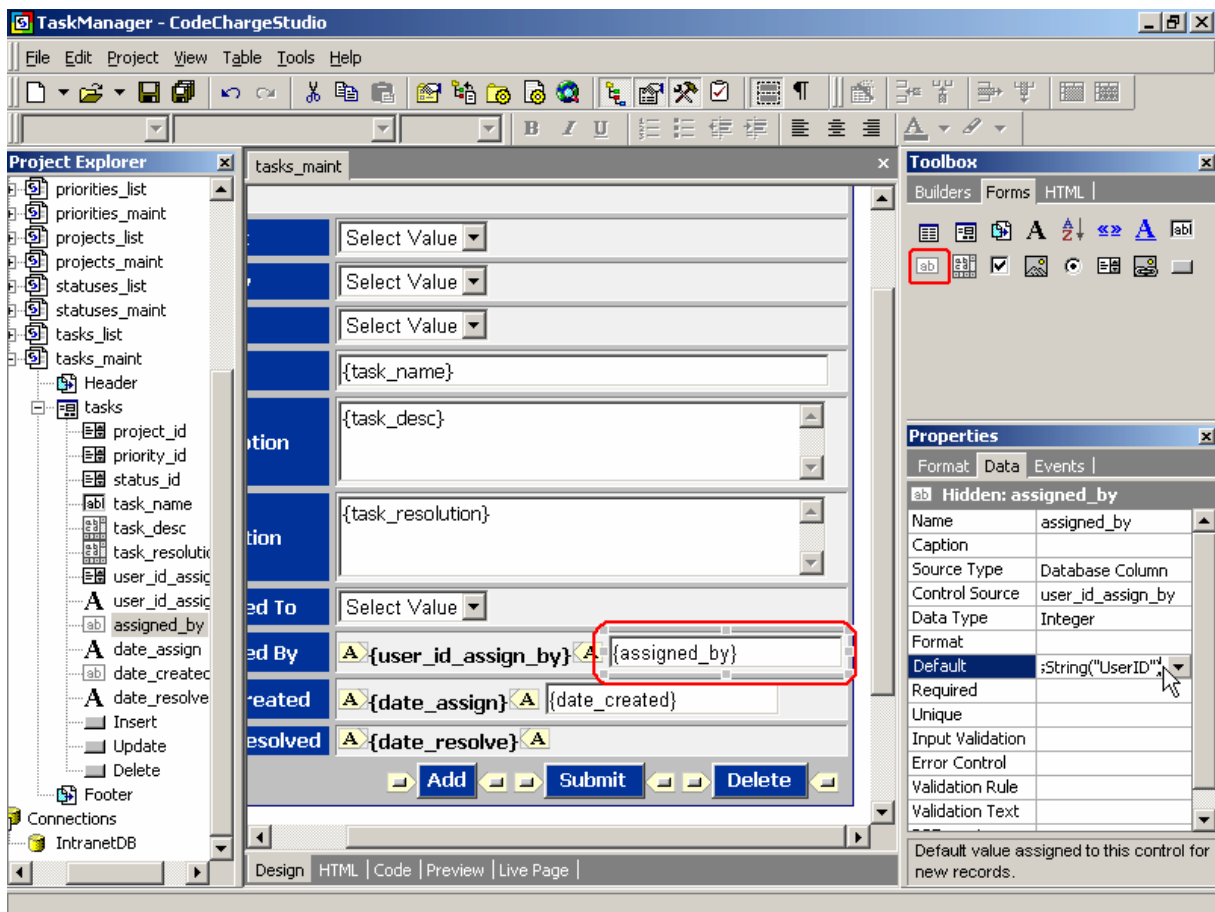 TaskManager - CodeChargeStudio
File Edit Project View Table Tools Help
B I U
A
Project Explorer
priorities_list
priorities_maint
projects_list
projects_maint
statuses_list
statuses_maint
tasks_list
tasks_maint
Header
tasks
project_id
priority_id
status_id
task_name
task_desc
task_resolutic
user_id_assig
A user_id_assig
assigned_by
A date_assign
date_created
A date_resolve
Insert
Update
Delete
Footer
Connections
IntranetDB
tasks_maint
Select Value
Select Value
Select Value
{task_name}
ption {task_desc}
tion {task_resolution}
ed To Select Value
ed By A {user_id_assign_by} A {assigned_by}
reated A {date_assign} A {date_created}
esolved A {date_resolve} A
Add Submit Delete
Design HTML Code Preview Live Page
Toolbox
Builders Forms HTML
A A Z A abl
ab
Properties
Format Data Events
ab Hidden: assigned_by
Name assigned_by
Caption
Source Type Database Column
Control Source user_id_assign_by
Data Type Integer
Format
Default ;String("UserID"
Required
Unique
Input Validation
Error Control
Validation Rule
Validation Text
Default value assigned to this control for
new records.